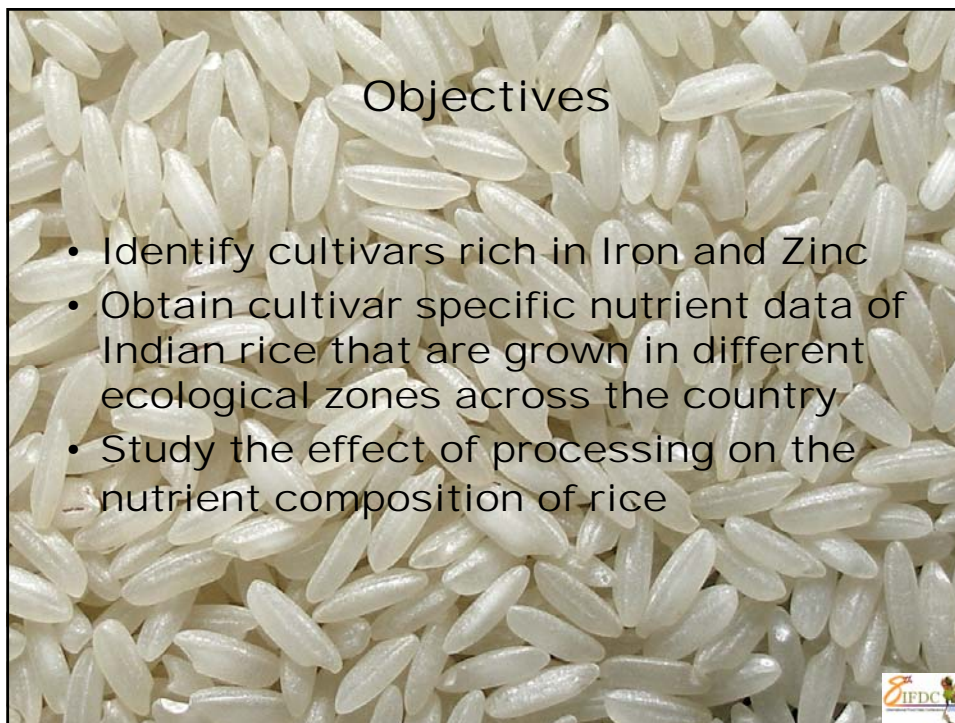 Objectives
• Identify cultivars rich in Iron and Zinc
• Obtain cultivar specific nutrient data of
Indian rice that are grown in different
ecological zones across the country
• Study the effect of processing on the
nutrient composition of rice
8th IFDC